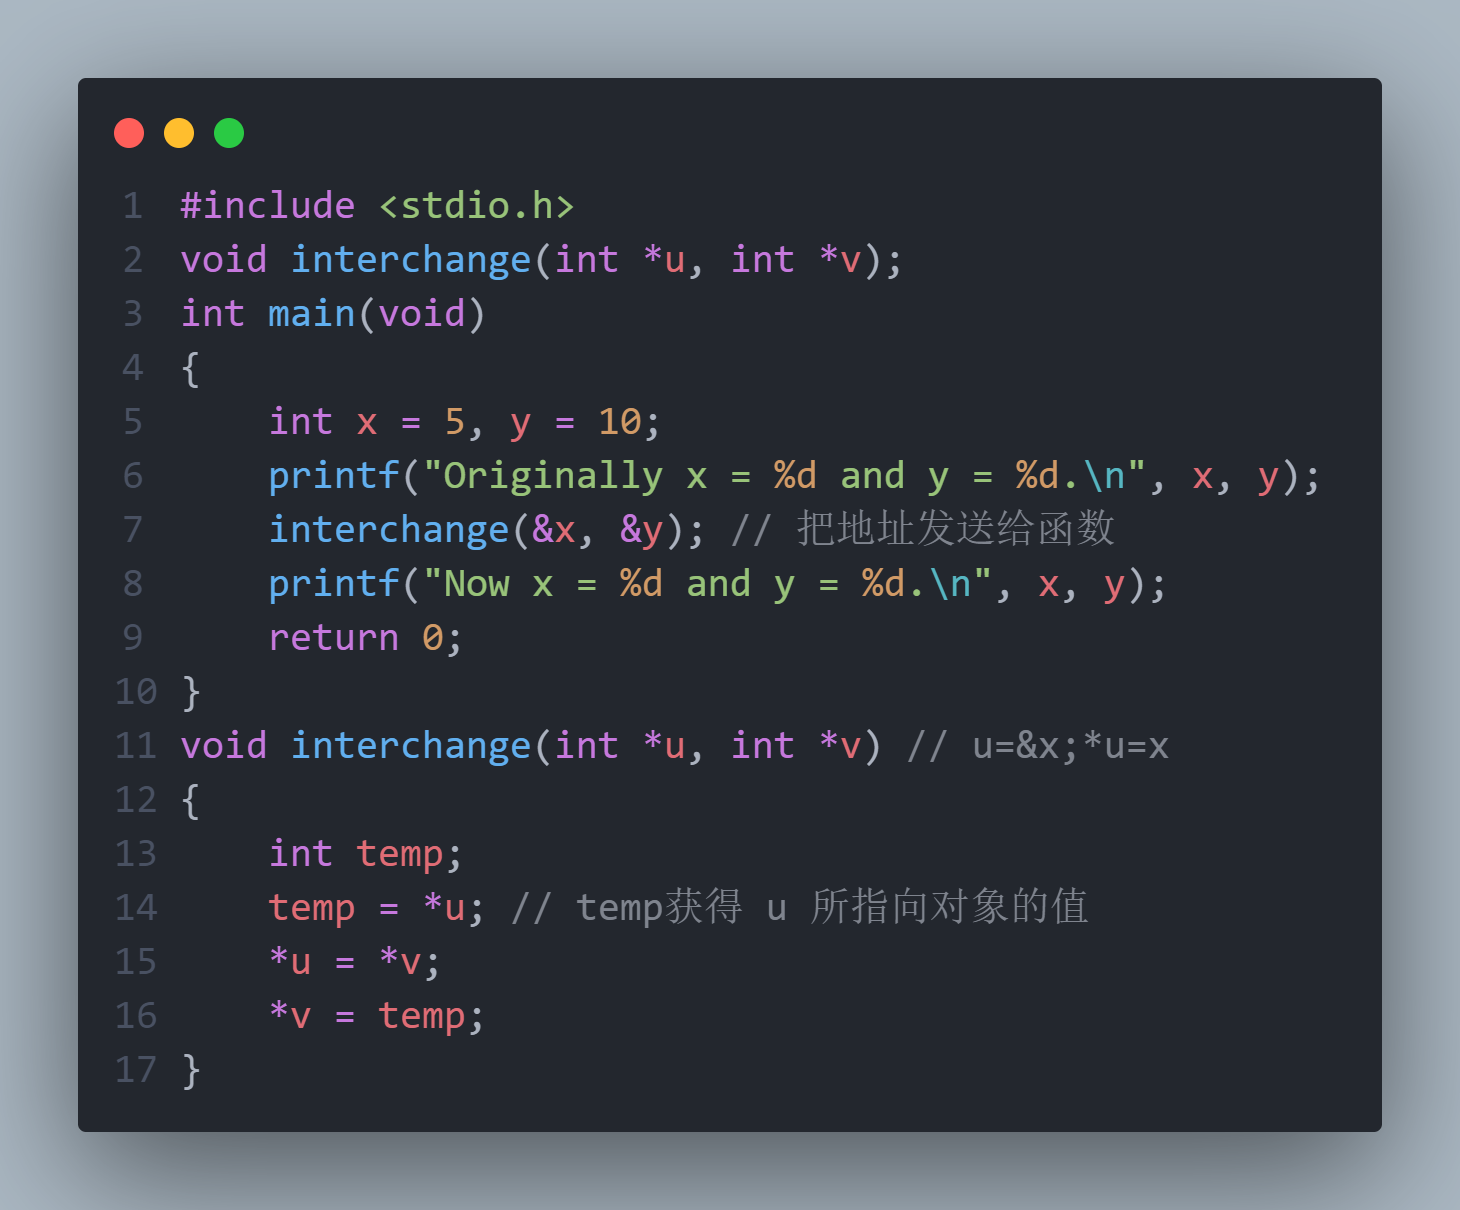 1 #include <stdio.h>
2 void interchange(int *u, int *v);
3 int main(void)
4 {
5     int x = 5, y = 10;
6     printf("Originally x = %d and y = %d.\n", x, y);
7     interchange(&x, &y); // 把地址发送给函数
8     printf("Now x = %d and y = %d.\n", x, y);
9     return 0;
10 }
11 void interchange(int *u, int *v) // u=&x;*u=x
12 {
13     int temp;
14     temp = *u; // temp获得 u 所指向对象的值
15     *u = *v;
16     *v = temp;
17 }